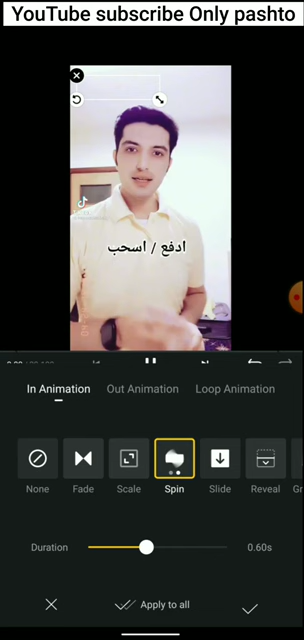 YouTube subscribe Only pashto
ادفع / اسحب
In Animation Out Animation Loop Animation
None Fade Scale Spin Slide Reveal
Duration 0.60s
Apply to all